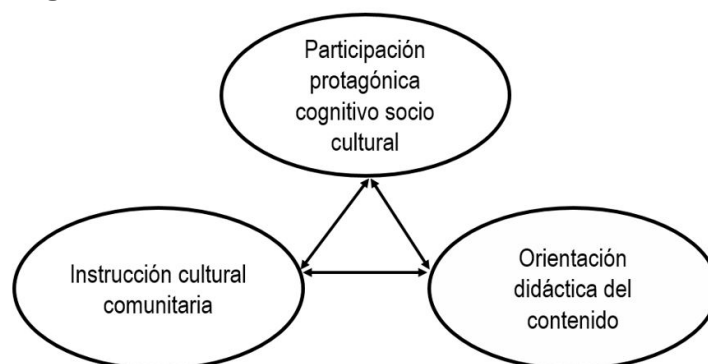 Participación
protagónica
cognitivo socio
cultural
Instrucción cultural
comunitaria
Orientación
didáctica del
contenido